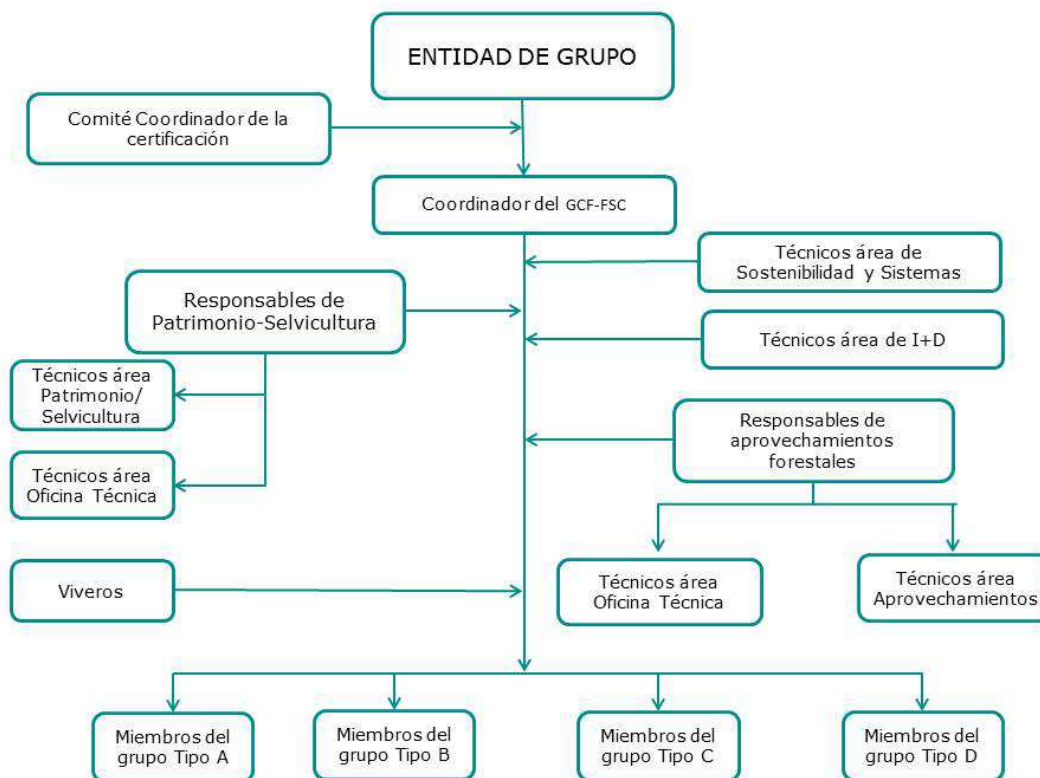 ENTIDAD DE GRUPO
Comité Coordinador de la
certificación
Coordinador del GCF-FSC
Técnicos área de
Sostenibilidad y Sistemas
Responsables de
Patrimonio-Selvicultura
Técnicos área de I+D
Técnicos área
Patrimonio/
Selvicultura
Responsables de
aprovechamientos
forestales
Técnicos área
Oficina Técnica
Viveros
Técnicos área
Oficina Técnica
Técnicos área
Aprovechamientos
Miembros del
grupo Tipo A
Miembros del
grupo Tipo B
Miembros del
grupo Tipo C
Miembros del
grupo Tipo D